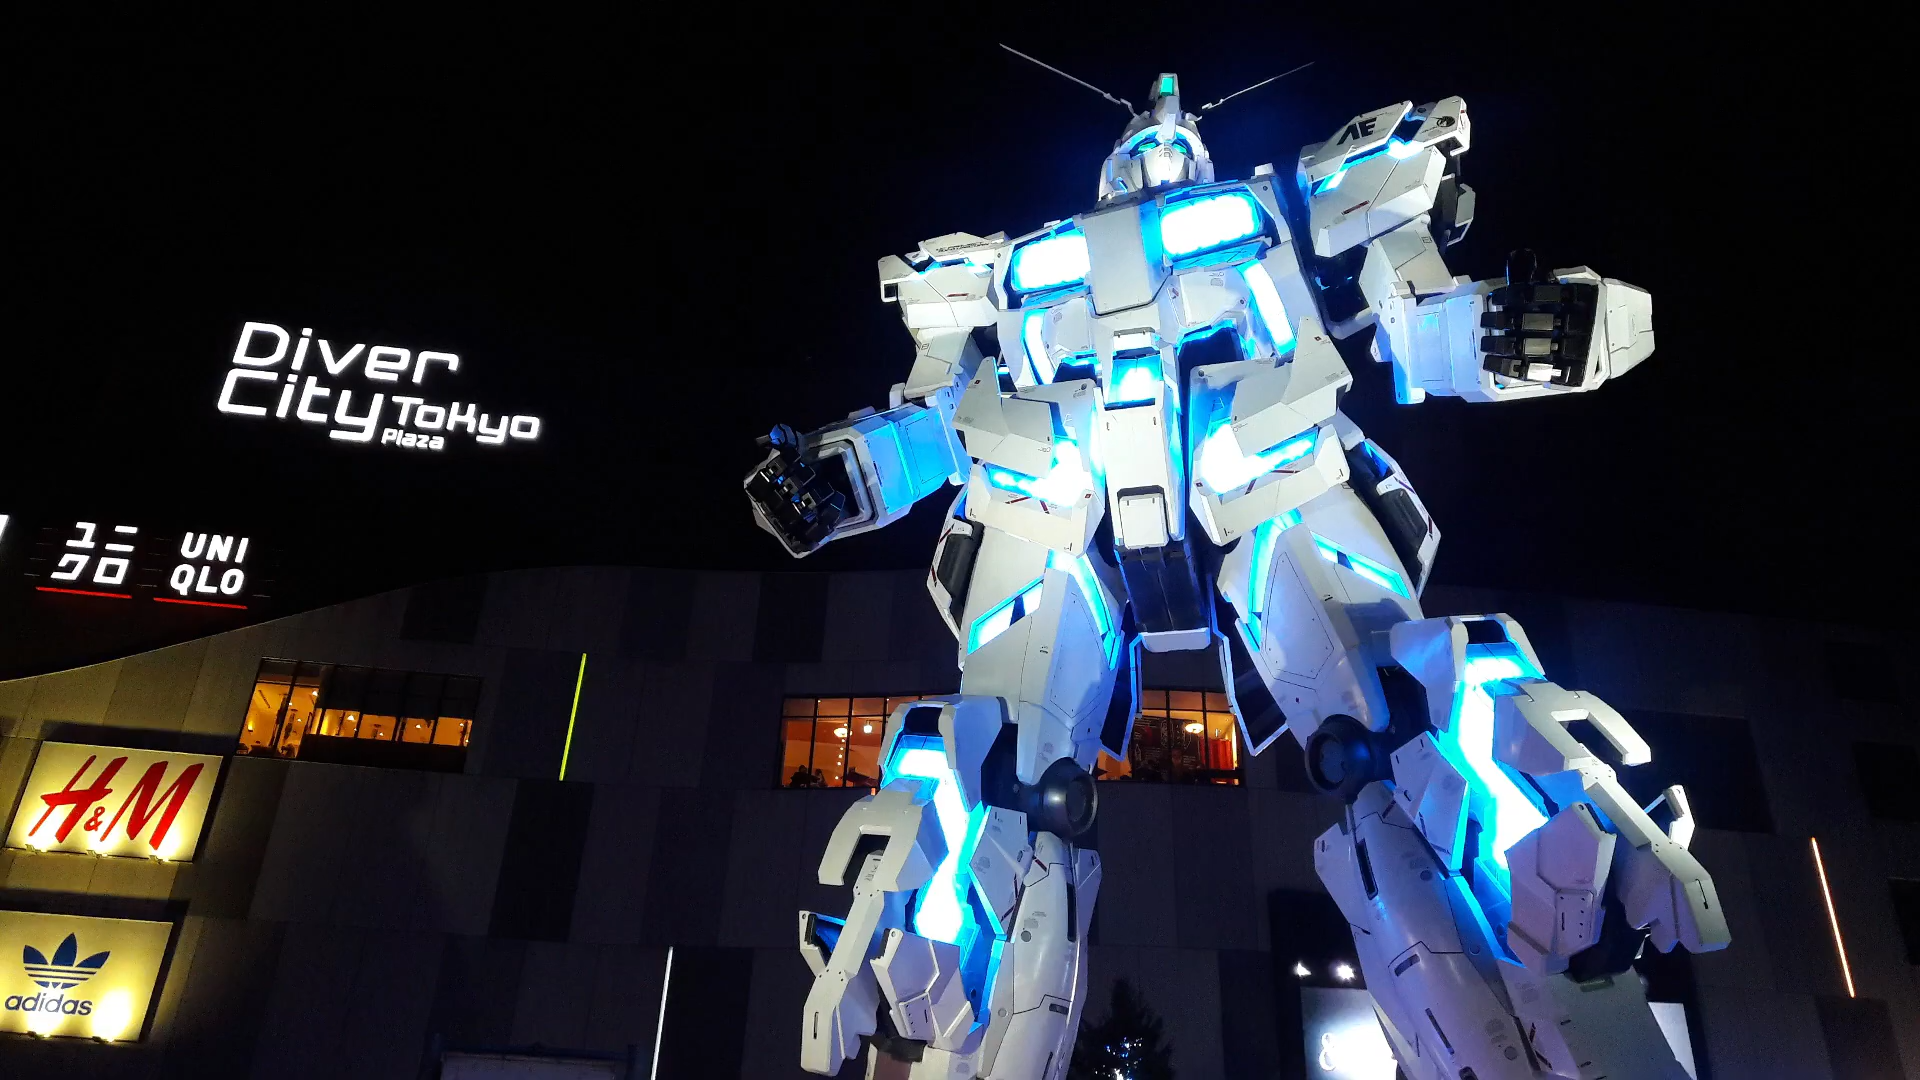 Diver
City Tokyo
Plaza
ユニ
クロ
UNI
QLO
H&M
adidas
AE
&